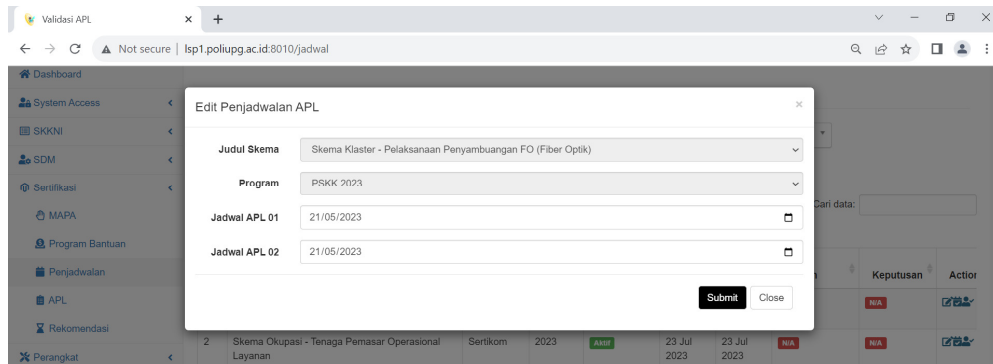 Validasi APL
Not secure | lsp1.poliupg.ac.id:8010/jadwal
Dashboard
System Access
SKKNI
SDM
Sertifikasi
MAPA
Program Bantuan
Penjadwalan
APL
Rekomendasi
Perangkat
Edit Penjadwalan APL
Judul Skema
Skema Klaster - Pelaksanaan Penyambuangan FO (Fiber Optik)
Program
PSKK 2023
Jadwal APL 01
21/05/2023
Jadwal APL 02
21/05/2023
Submit
Close
Cari data:
Keputusan
Action
N/A
2 Skema Okupasi - Tenaga Pemasar Operasional Layanan Sertikom 2023 Aktif 23 Jul 2023 23 Jul 2023 N/A N/A